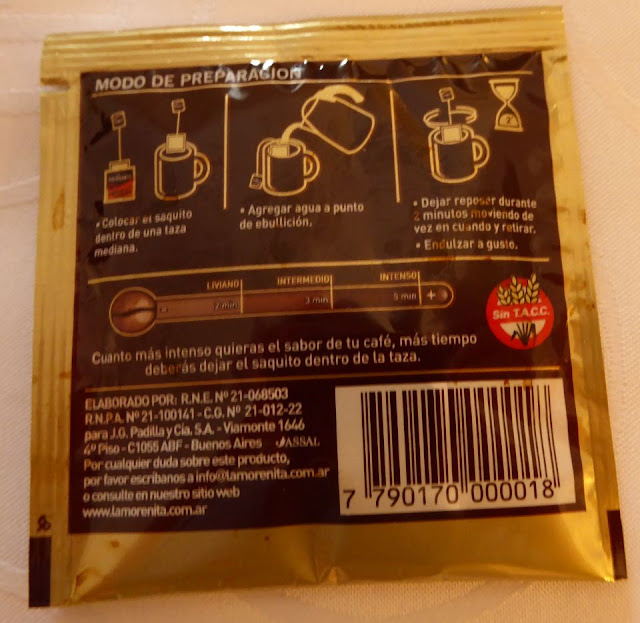 MODO DE PREPARACION
• Colocar el saquito
dentro de una taza
mediana.
• Agregar agua a punto
de ebullición.
2
• Dejar reposar durante
2 minutos moviendo de
vez en cuando y retirar.
• Endulzar a gusto.
LIVIANO
INTERMEDIO
INTENSO
2 min
3 min
5 min
+
Sin T.A.C.C.
Cuanto más intenso quieras el sabor de tu café, más tiempo
deberás dejar el saquito dentro de la taza.
ELABORADO POR: R.N.E. Nº 21-068503
R.N.P.A. Nº 21-100141 - C.G. Nº 21-012-22
para J.G. Padilla y Cía. S.A. - Viamonte 1646
4º Piso - C1055 ABF - Buenos Aires
Por cualquier duda sobre este producto,
por favor escríbanos a info@lamorenita.com.ar
o consulte en nuestro sitio web
www.lamorenita.com.ar
7 790170 000018